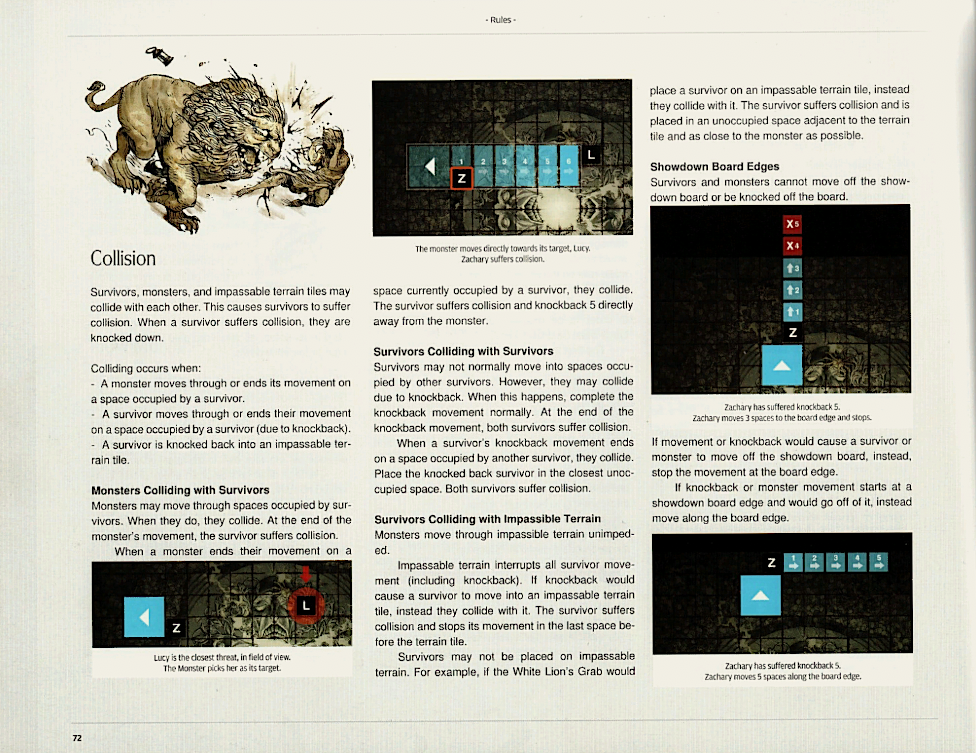 - Rules -
Collision
Survivors, monsters, and impassable terrain tiles may
collide with each other. This causes survivors to suffer
collision. When a survivor suffers collision, they are
knocked down.
Colliding occurs when:
- A monster moves through or ends its movement on
a space occupied by a survivor.
- A survivor moves through or ends their movement
on a space occupied by a survivor (due to knockback).
- A survivor is knocked back into an impassable ter-
rain tile.
Monsters Colliding with Survivors
Monsters may move through spaces occupied by sur-
vivors. When they do, they collide. At the end of the
monster's movement, the survivor suffers collision.
When a monster ends their movement on a
Z
L
Lucy is the closest threat, in field of view.
The Monster picks her as its target.
1 2 3 4 5 6 L
Z
The monster moves directly towards its target, Lucy.
Zachary suffers collision.
space currently occupied by a survivor, they collide.
The survivor suffers collision and knockback 5 directly
away from the monster.
Survivors Colliding with Survivors
Survivors may not normally move into spaces occu-
pied by other survivors. However, they may collide
due to knockback. When this happens, complete the
knockback movement normally. At the end of the
knockback movement, both survivors suffer collision.
When a survivor's knockback movement ends
on a space occupied by another survivor, they collide.
Place the knocked back survivor in the closest unoc-
cupied space. Both survivors suffer collision.
Survivors Colliding with Impassible Terrain
Monsters move through impassible terrain unimped-
ed.
Impassable terrain interrupts all survivor move-
ment (including knockback). If knockback would
cause a survivor to move into an impassable terrain
tile, instead they collide with it. The survivor suffers
collision and stops its movement in the last space be-
fore the terrain tile.
Survivors may not be placed on impassable
terrain. For example, if the White Lion's Grab would
place a survivor on an impassable terrain tile, instead
they collide with it. The survivor suffers collision and is
placed in an unoccupied space adjacent to the terrain
tile and as close to the monster as possible.
Showdown Board Edges
Survivors and monsters cannot move off the show-
down board or be knocked off the board.
X5
X4
3
2
1
Z
Zachary has suffered knockback 5.
Zachary moves 3 spaces to the board edge and stops.
If movement or knockback would cause a survivor or
monster to move off the showdown board, instead,
stop the movement at the board edge.
If knockback or monster movement starts at a
showdown board edge and would go off of it, instead
move along the board edge.
Z 1 2 3 4 5
Zachary has suffered knockback 5.
Zachary moves 5 spaces along the board edge.
72